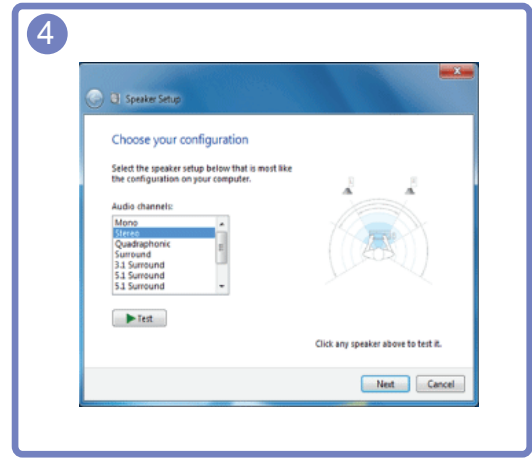 4
Speaker Setup
Choose your configuration
Select the speaker setup below that is most like
the configuration on your computer.
Audio channels:
Mono
Stereo
Quadraphonic
Surround
3.1 Surround
5.1 Surround
5.1 Surround
Test
Click any speaker above to test it.
Next Cancel